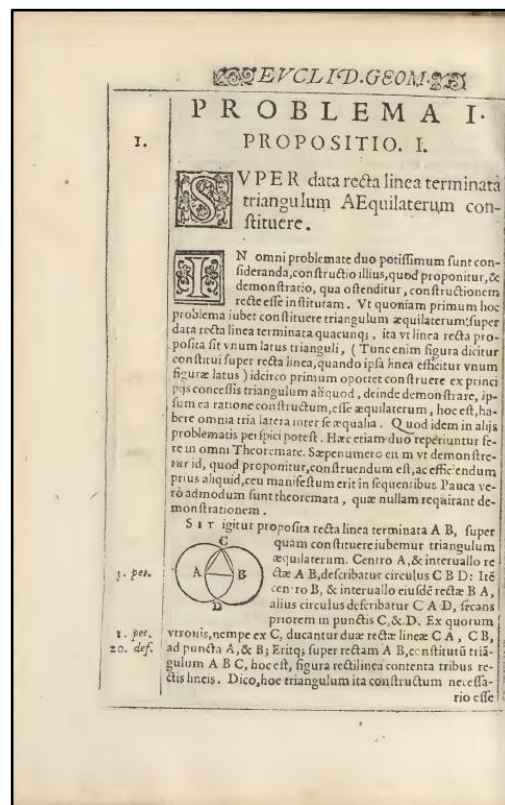 EVCLID. GEOM.
PROBLEMA I.
1.
PROPOSITIO. I.
SVPER data recta linea terminata
triangulum AEquilaterum con-
stituere.
IN omni problemate duo potissimum sunt con-
sideranda, constructio illius, quod proponitur, &
demonstratio, qua ostenditur, constructionem
recte esse institutam. Vt quoniam primum hoc
problema iubet constituere triangulum æquilaterum, super
data recta linea terminata quacunq;, ita vt linea recta pro-
posita sit vnum latus trianguli, (Tunc enim figura dicitur
constitui super recta linea, quando ipsa linea efficitur vnum
figuræ latus) idcirco primum oportet construere ex princi
pijs concessis triangulum aliquod, deinde demonstrare, ip-
sum ea ratione constructum, esse æquilaterum, hoc est, ha-
bere omnia tria latera inter se æqualia. Quod idem in alijs
problematis perspici potest. Hæc etiam duo reperiuntur fe-
re in omni Theoremate. Sæpenumero enim vt demonstre-
tur id, quod proponitur, construendum est, ac efficiendum
prius aliquid, ceu manifestum erit in sequentibus. Pauca ve-
rò admodum sunt theoremata, quæ nullam requirant de-
monstrationem.
SIT igitur proposita recta linea terminata A B, super
quam constituere iubemur triangulum
æquilaterum. Centro A, & interuallo re
3. pet.
ctæ A B, describatur circulus C B D: Itē
centro B, & interuallo eiusdē rectæ B A,
alius circulus describatur C A D, secans
priorem in punctis C, & D. Ex quorum
C
A
B
D
1. pet.
vtrouis, nempe ex C, ducantur duæ rectæ lineæ C A, C B,
20. def.
ad puncta A, & B; Eritq; super rectam A B, constitutū triā-
gulum A B C, hoc est, figura rectilinea contenta tribus re-
ctis lineis. Dico, hoc triangulum ita constructum necessa-
rio esse